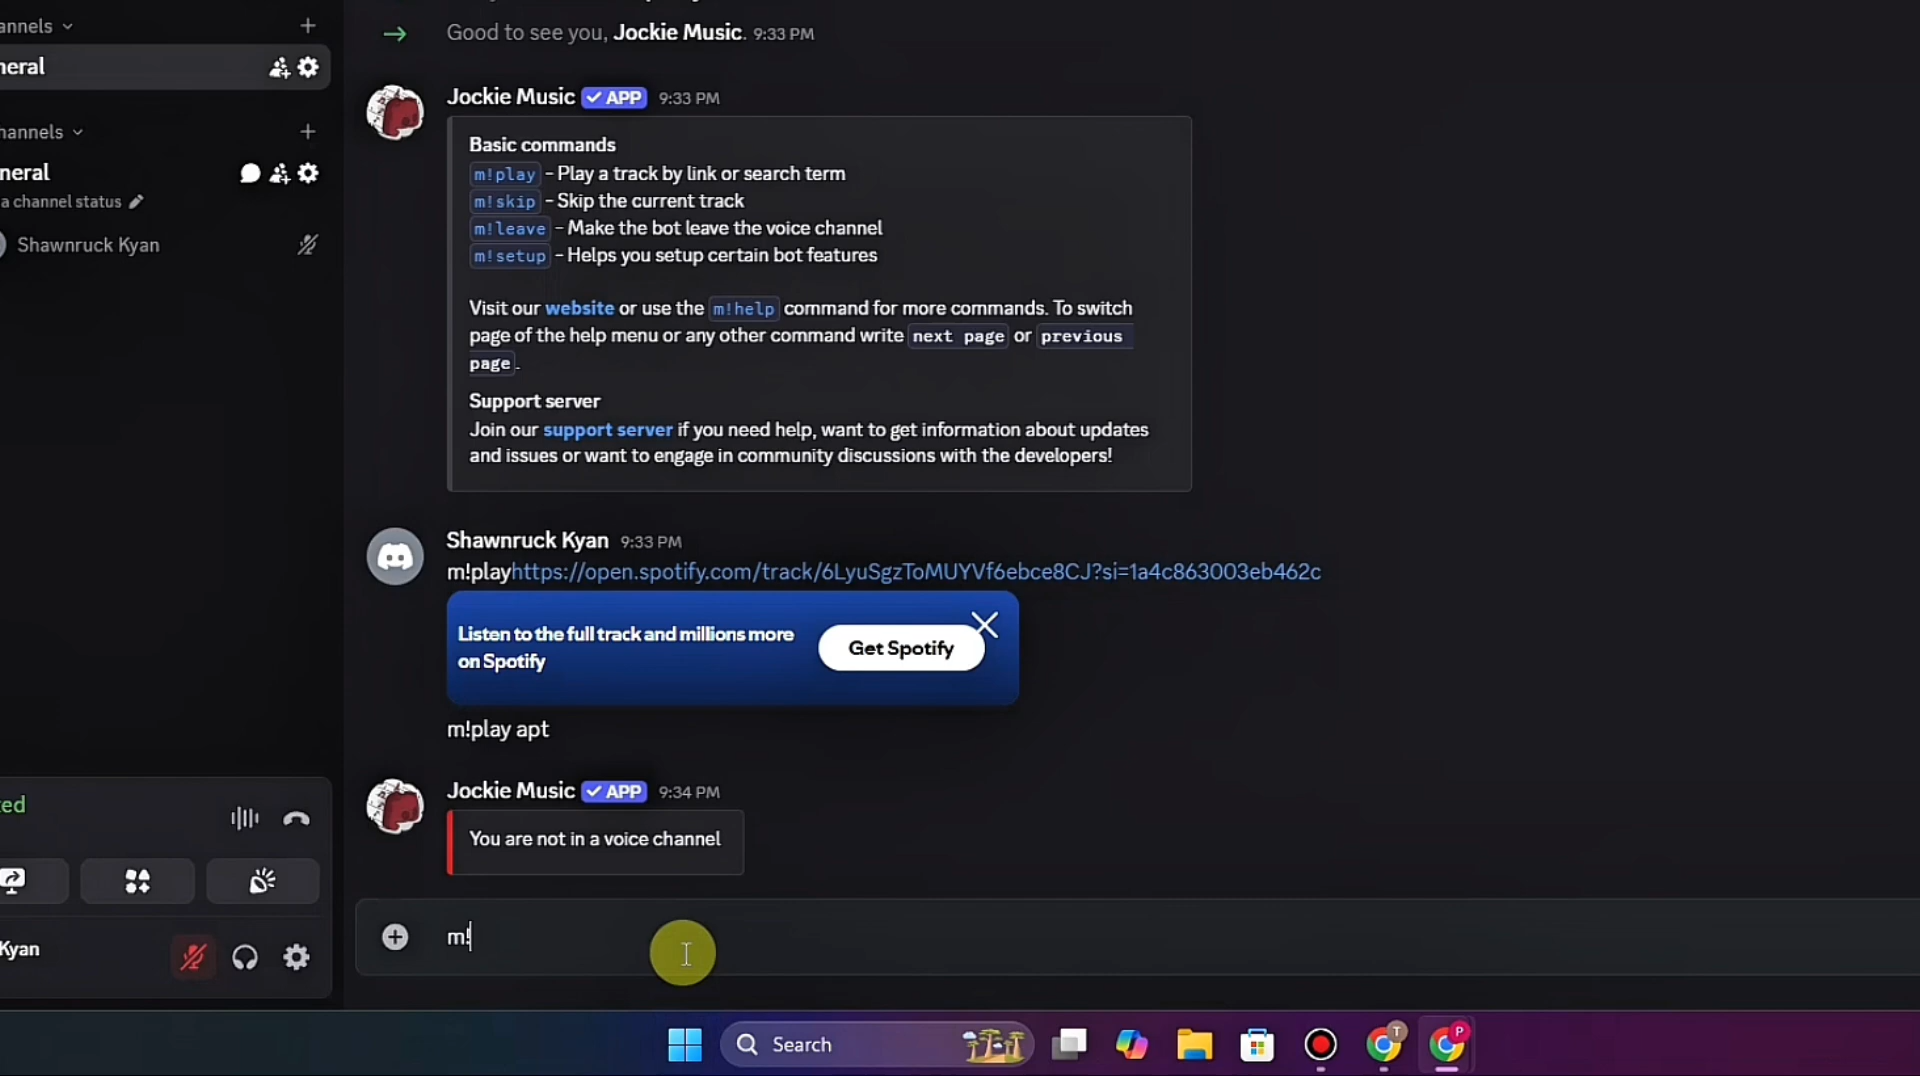 annels
neral
hannels
neral
a channel status
Shawnruck Kyan
Good to see you, Jockie Music. 9:33 PM
Jockie Music APP 9:33 PM
Basic commands
m!play - Play a track by link or search term
m!skip - Skip the current track
m!leave - Make the bot leave the voice channel
m!setup - Helps you setup certain bot features
Visit our website or use the m!help command for more commands. To switch
page of the help menu or any other command write next page or previous
page.
Support server
Join our support server if you need help, want to get information about updates
and issues or want to engage in community discussions with the developers!
Shawnruck Kyan 9:33 PM
m!playhttps://open.spotify.com/track/6LyuSgzToMUYVf6ebce8CJ?si=1a4c863003eb462c
Listen to the full track and millions more
on Spotify
Get Spotify
m!play apt
Jockie Music APP 9:34 PM
You are not in a voice channel
m!
ted
Kyan
Search
T
P